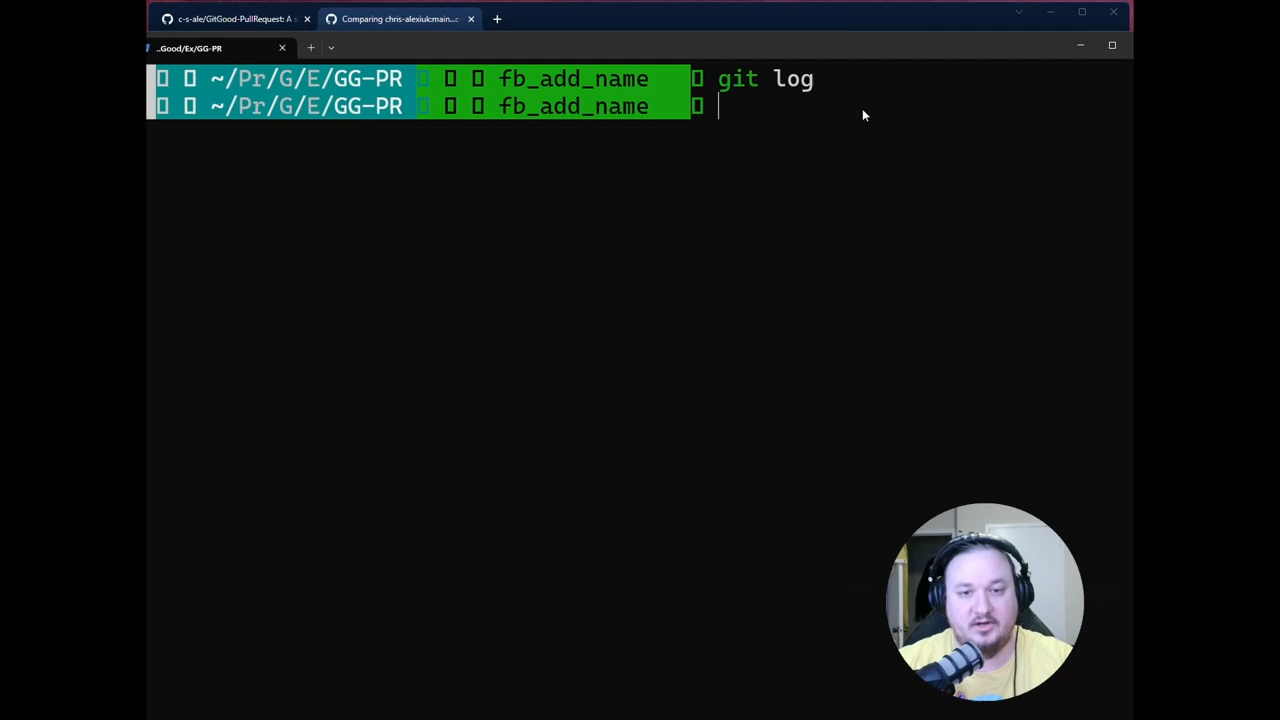 c-s-ale/GitGood-PullRequest: A s
Comparing chris-alexiuk:main...c-
..Good/Ex/GG-PR
~/Pr/G/E/GG-PR fb_add_name git log
~/Pr/G/E/GG-PR fb_add_name